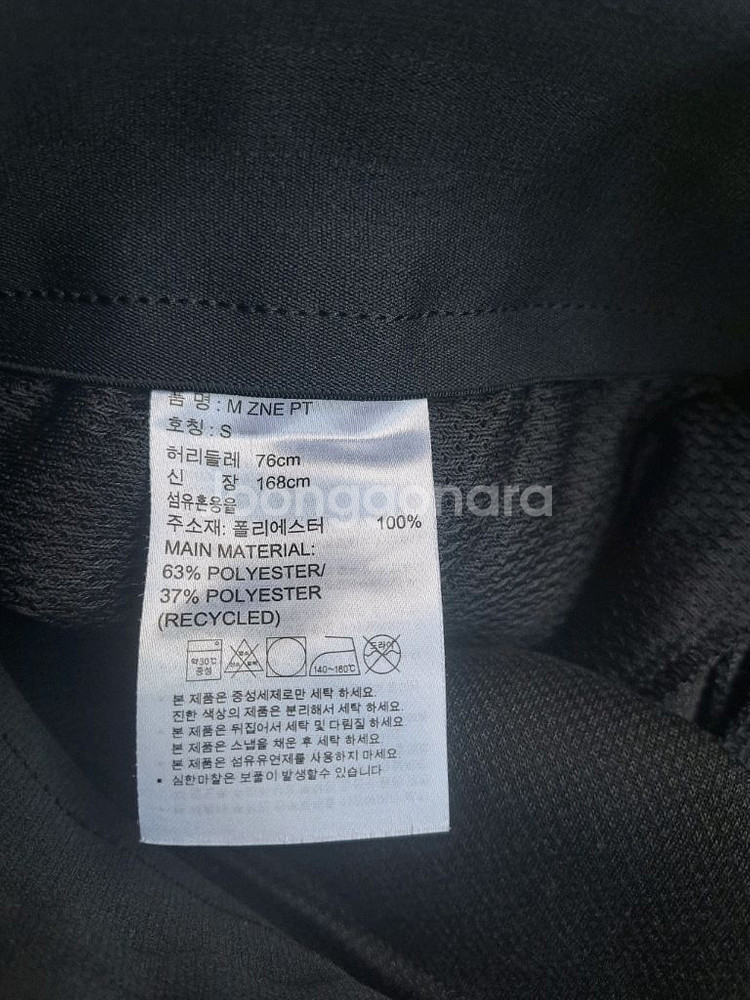 품 명 : M ZNE PT
호칭 : S
허리둘레 76cm
신 장 168cm
joonggonara
섬유혼용율
주소재: 폴리에스터 100%
MAIN MATERIAL:
63% POLYESTER/
37% POLYESTER
(RECYCLED)
약30℃ 중성 140~160℃ 드라이
• 본 제품은 중성세제로만 세탁 하세요.
진한 색상의 제품은 분리해서 세탁 하세요.
• 본 제품은 뒤집어서 세탁 및 다림질 하세요
본 제품은 스냅을 채운 후 세탁 하세요
본 제품은 섬유유연제를 사용하지 마세요.
• 심한마찰은 보풀이 발생할수 있습니다